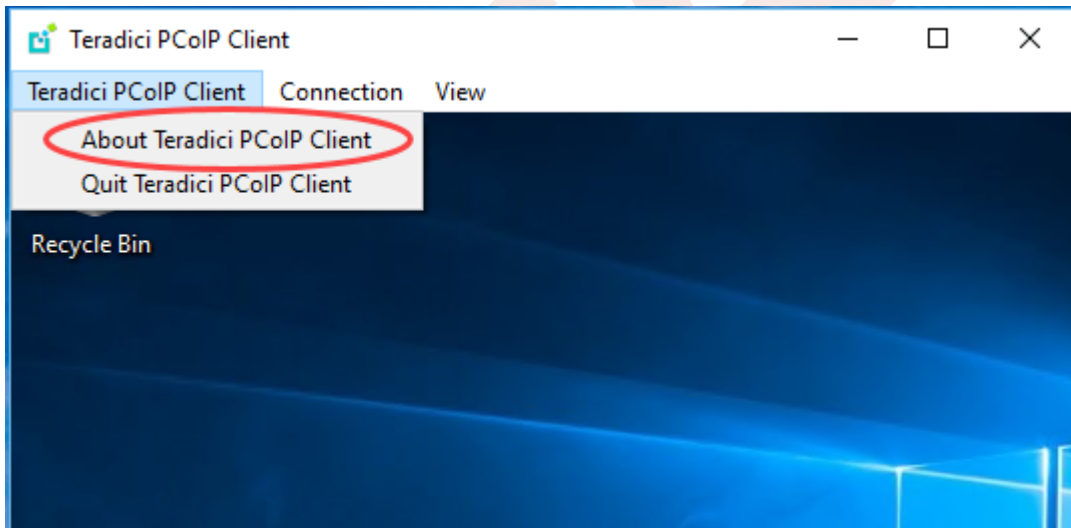 Teradici PCoIP Client
Teradici PCoIP Client Connection View
About Teradici PCoIP Client
Quit Teradici PCoIP Client
Recycle Bin